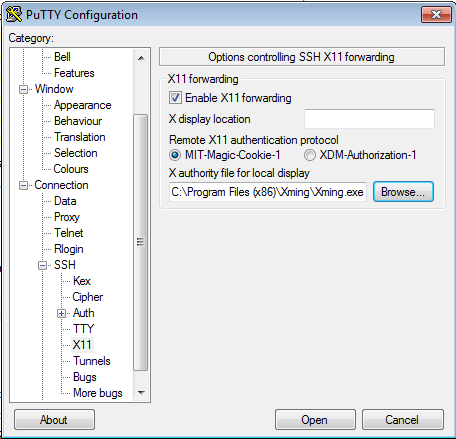 PuTTY Configuration
Category:
Bell
Features
Window
Appearance
Behaviour
Translation
Selection
Colours
Connection
Data
Proxy
Telnet
Rlogin
SSH
Kex
Cipher
Auth
TTY
X11
Tunnels
Bugs
More bugs
Options controlling SSH X11 forwarding
X11 forwarding
Enable X11 forwarding
X display location
Remote X11 authentication protocol
MIT-Magic-Cookie-1 XDM-Authorization-1
X authority file for local display
C:\Program Files (x86)\Xming\Xming.exe Browse...
About Open Cancel